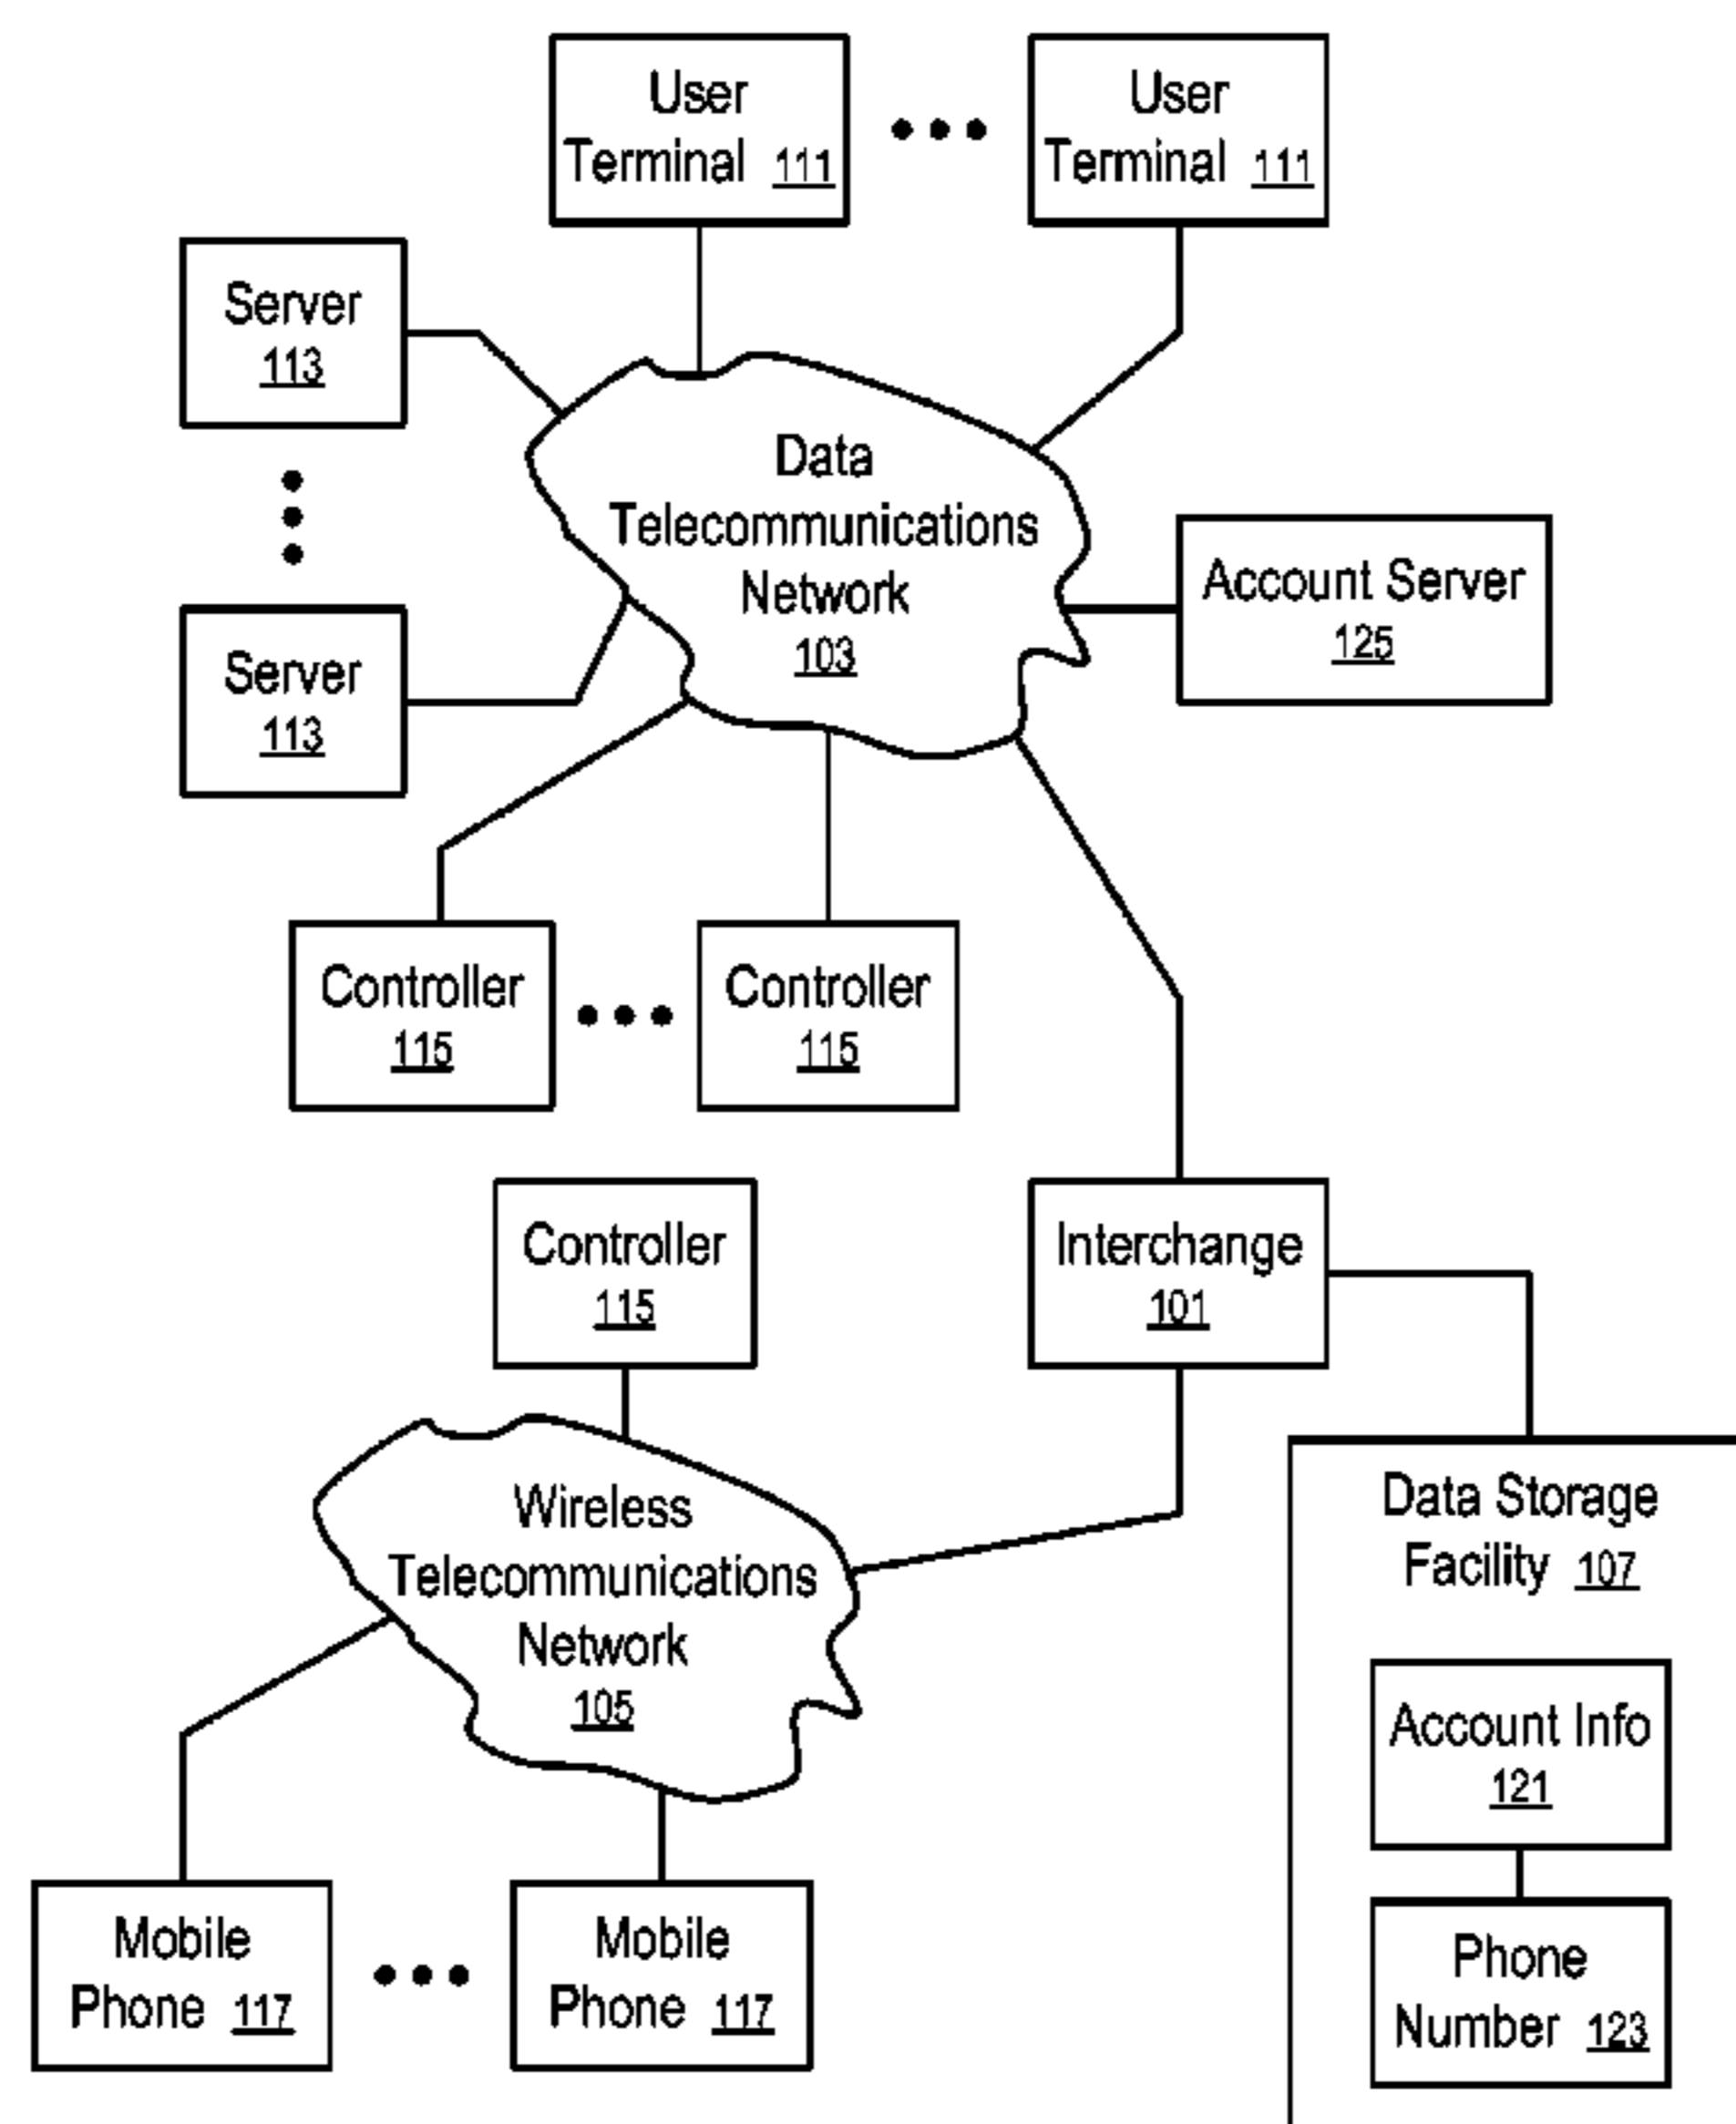 User
Terminal 111
User
Terminal 111
Server
113
Data
Telecommunications
Network
103
Account Server
125
Server
113
Controller
115
Controller
115
Controller
115
Interchange
101
Wireless
Telecommunications
Network
105
Data Storage
Facility 107
Account Info
121
Mobile
Phone 117
Mobile
Phone 117
Phone
Number 123